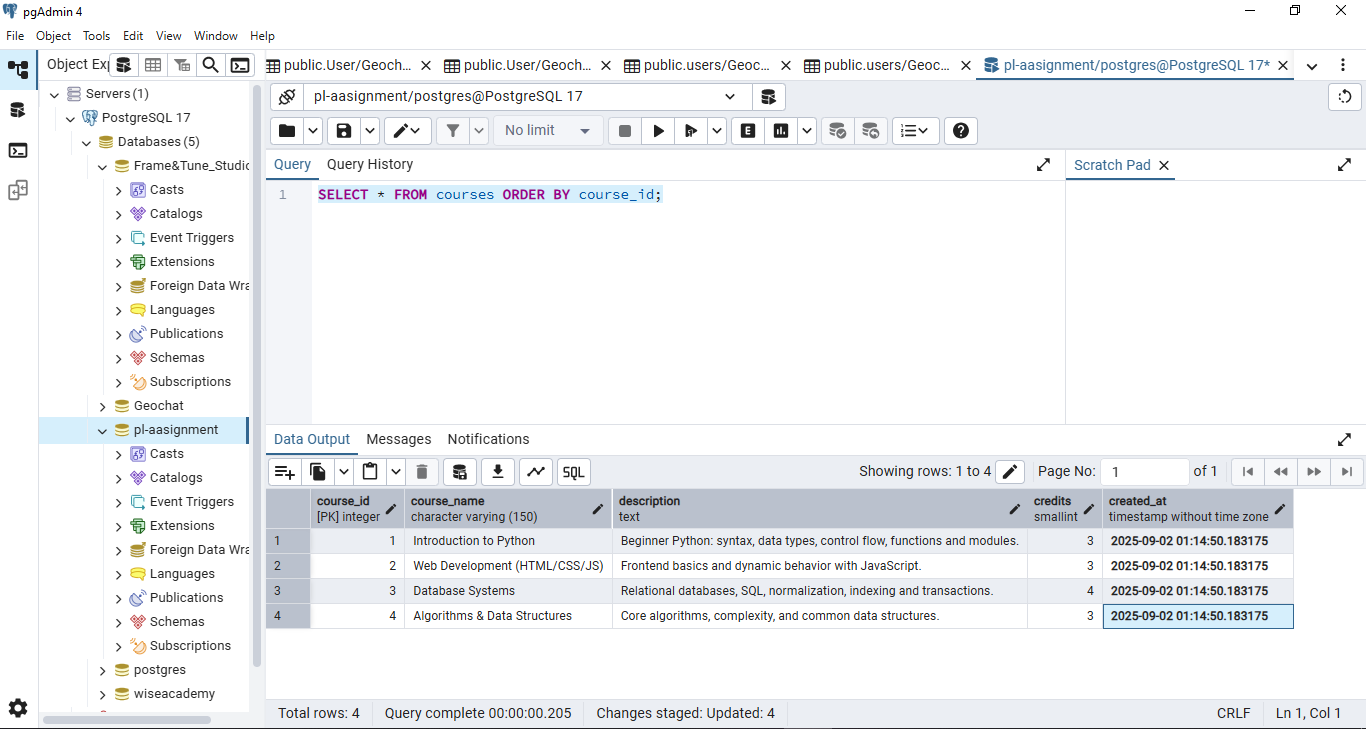 pgAdmin 4
File Object Tools Edit View Window Help
Object Exp
public.User/Geoch...
public.User/Geoch...
public.users/Geoc...
public.users/Geoc...
pl-aasignment/postgres@PostgreSQL 17*
Servers (1)
PostgreSQL 17
Databases (5)
Frame&Tune_Studio
Casts
Catalogs
Event Triggers
Extensions
Foreign Data Wra
Languages
Publications
Schemas
Subscriptions
Geochat
pl-aasignment
Casts
Catalogs
Event Triggers
Extensions
Foreign Data Wra
Languages
Publications
Schemas
Subscriptions
postgres
wiseacademy
pl-aasignment/postgres@PostgreSQL 17
No limit
E
Query Query History
Scratch Pad
1 SELECT * FROM courses ORDER BY course_id;
Data Output Messages Notifications
SQL
Showing rows: 1 to 4
Page No: 1 of 1
course_id course_name description credits created_at
[PK] integer character varying (150) text smallint timestamp without time zone
1 1 Introduction to Python Beginner Python: syntax, data types, control flow, functions and modules. 3 2025-09-02 01:14:50.183175
2 2 Web Development (HTML/CSS/JS) Frontend basics and dynamic behavior with JavaScript. 3 2025-09-02 01:14:50.183175
3 3 Database Systems Relational databases, SQL, normalization, indexing and transactions. 4 2025-09-02 01:14:50.183175
4 4 Algorithms & Data Structures Core algorithms, complexity, and common data structures. 3 2025-09-02 01:14:50.183175
Total rows: 4 Query complete 00:00:00.205 Changes staged: Updated: 4 CRLF Ln 1, Col 1